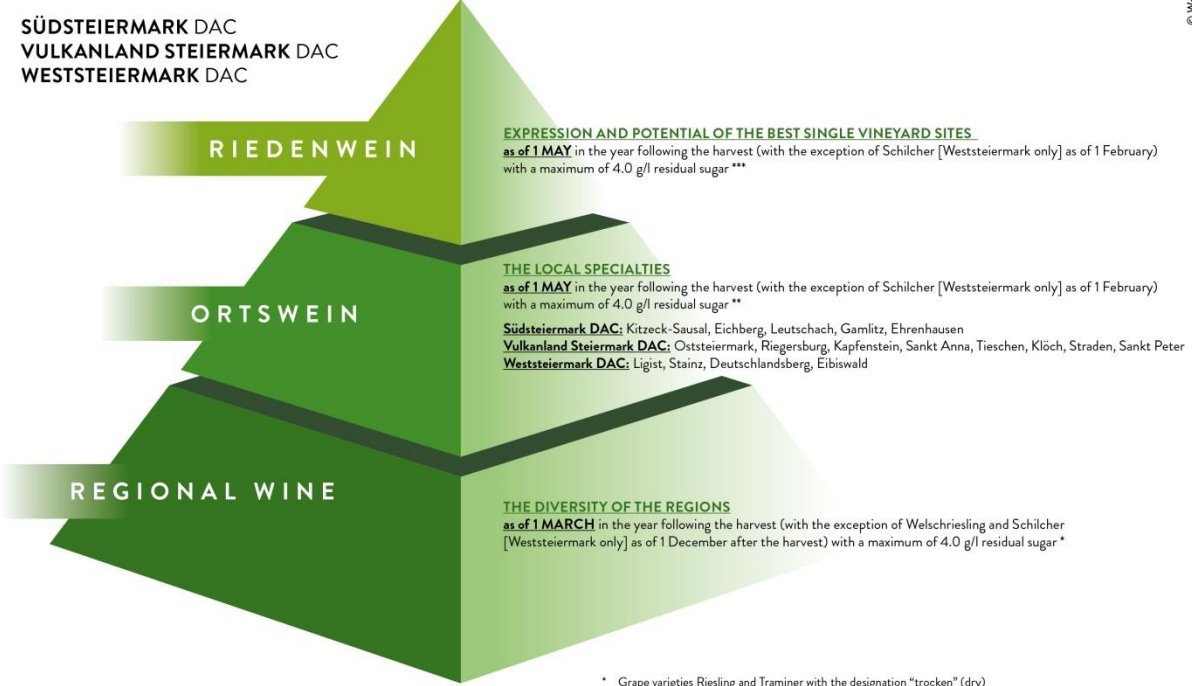 SÜDSTEIERMARK DAC
VULKANLAND STEIERMARK DAC
WESTSTEIERMARK DAC
RIEDENWEIN
EXPRESSION AND POTENTIAL OF THE BEST SINGLE VINEYARD SITES
as of 1 MAY in the year following the harvest (with the exception of Schilcher [Weststeiermark only] as of 1 February)
with a maximum of 4.0 g/l residual sugar ***
ORTSWEIN
THE LOCAL SPECIALTIES
as of 1 MAY in the year following the harvest (with the exception of Schilcher [Weststeiermark only] as of 1 February)
with a maximum of 4.0 g/l residual sugar **
Südsteiermark DAC: Kitzeck-Sausal, Eichberg, Leutschach, Gamlitz, Ehrenhausen
Vulkanland Steiermark DAC: Oststeiermark, Riegersburg, Kapfenstein, Sankt Anna, Tieschen, Klöch, Straden, Sankt Peter
Weststeiermark DAC: Ligist, Stainz, Deutschlandsberg, Eibiswald
REGIONAL WINE
THE DIVERSITY OF THE REGIONS
as of 1 MARCH in the year following the harvest (with the exception of Welschriesling and Schilcher
[Weststeiermark only] as of 1 December after the harvest) with a maximum of 4.0 g/l residual sugar *
* Grape varieties Riesling and Traminer with the designation “trocken” (dry)